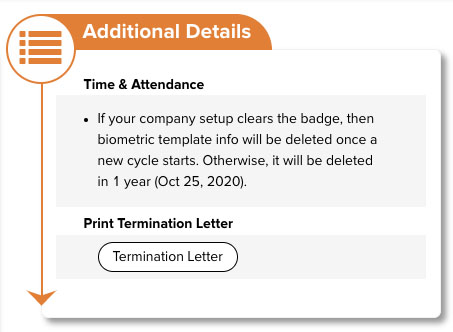 Additional Details
Time & Attendance
• If your company setup clears the badge, then
biometric template info will be deleted once a
new cycle starts. Otherwise, it will be deleted
in 1 year (Oct 25, 2020).
Print Termination Letter
Termination Letter